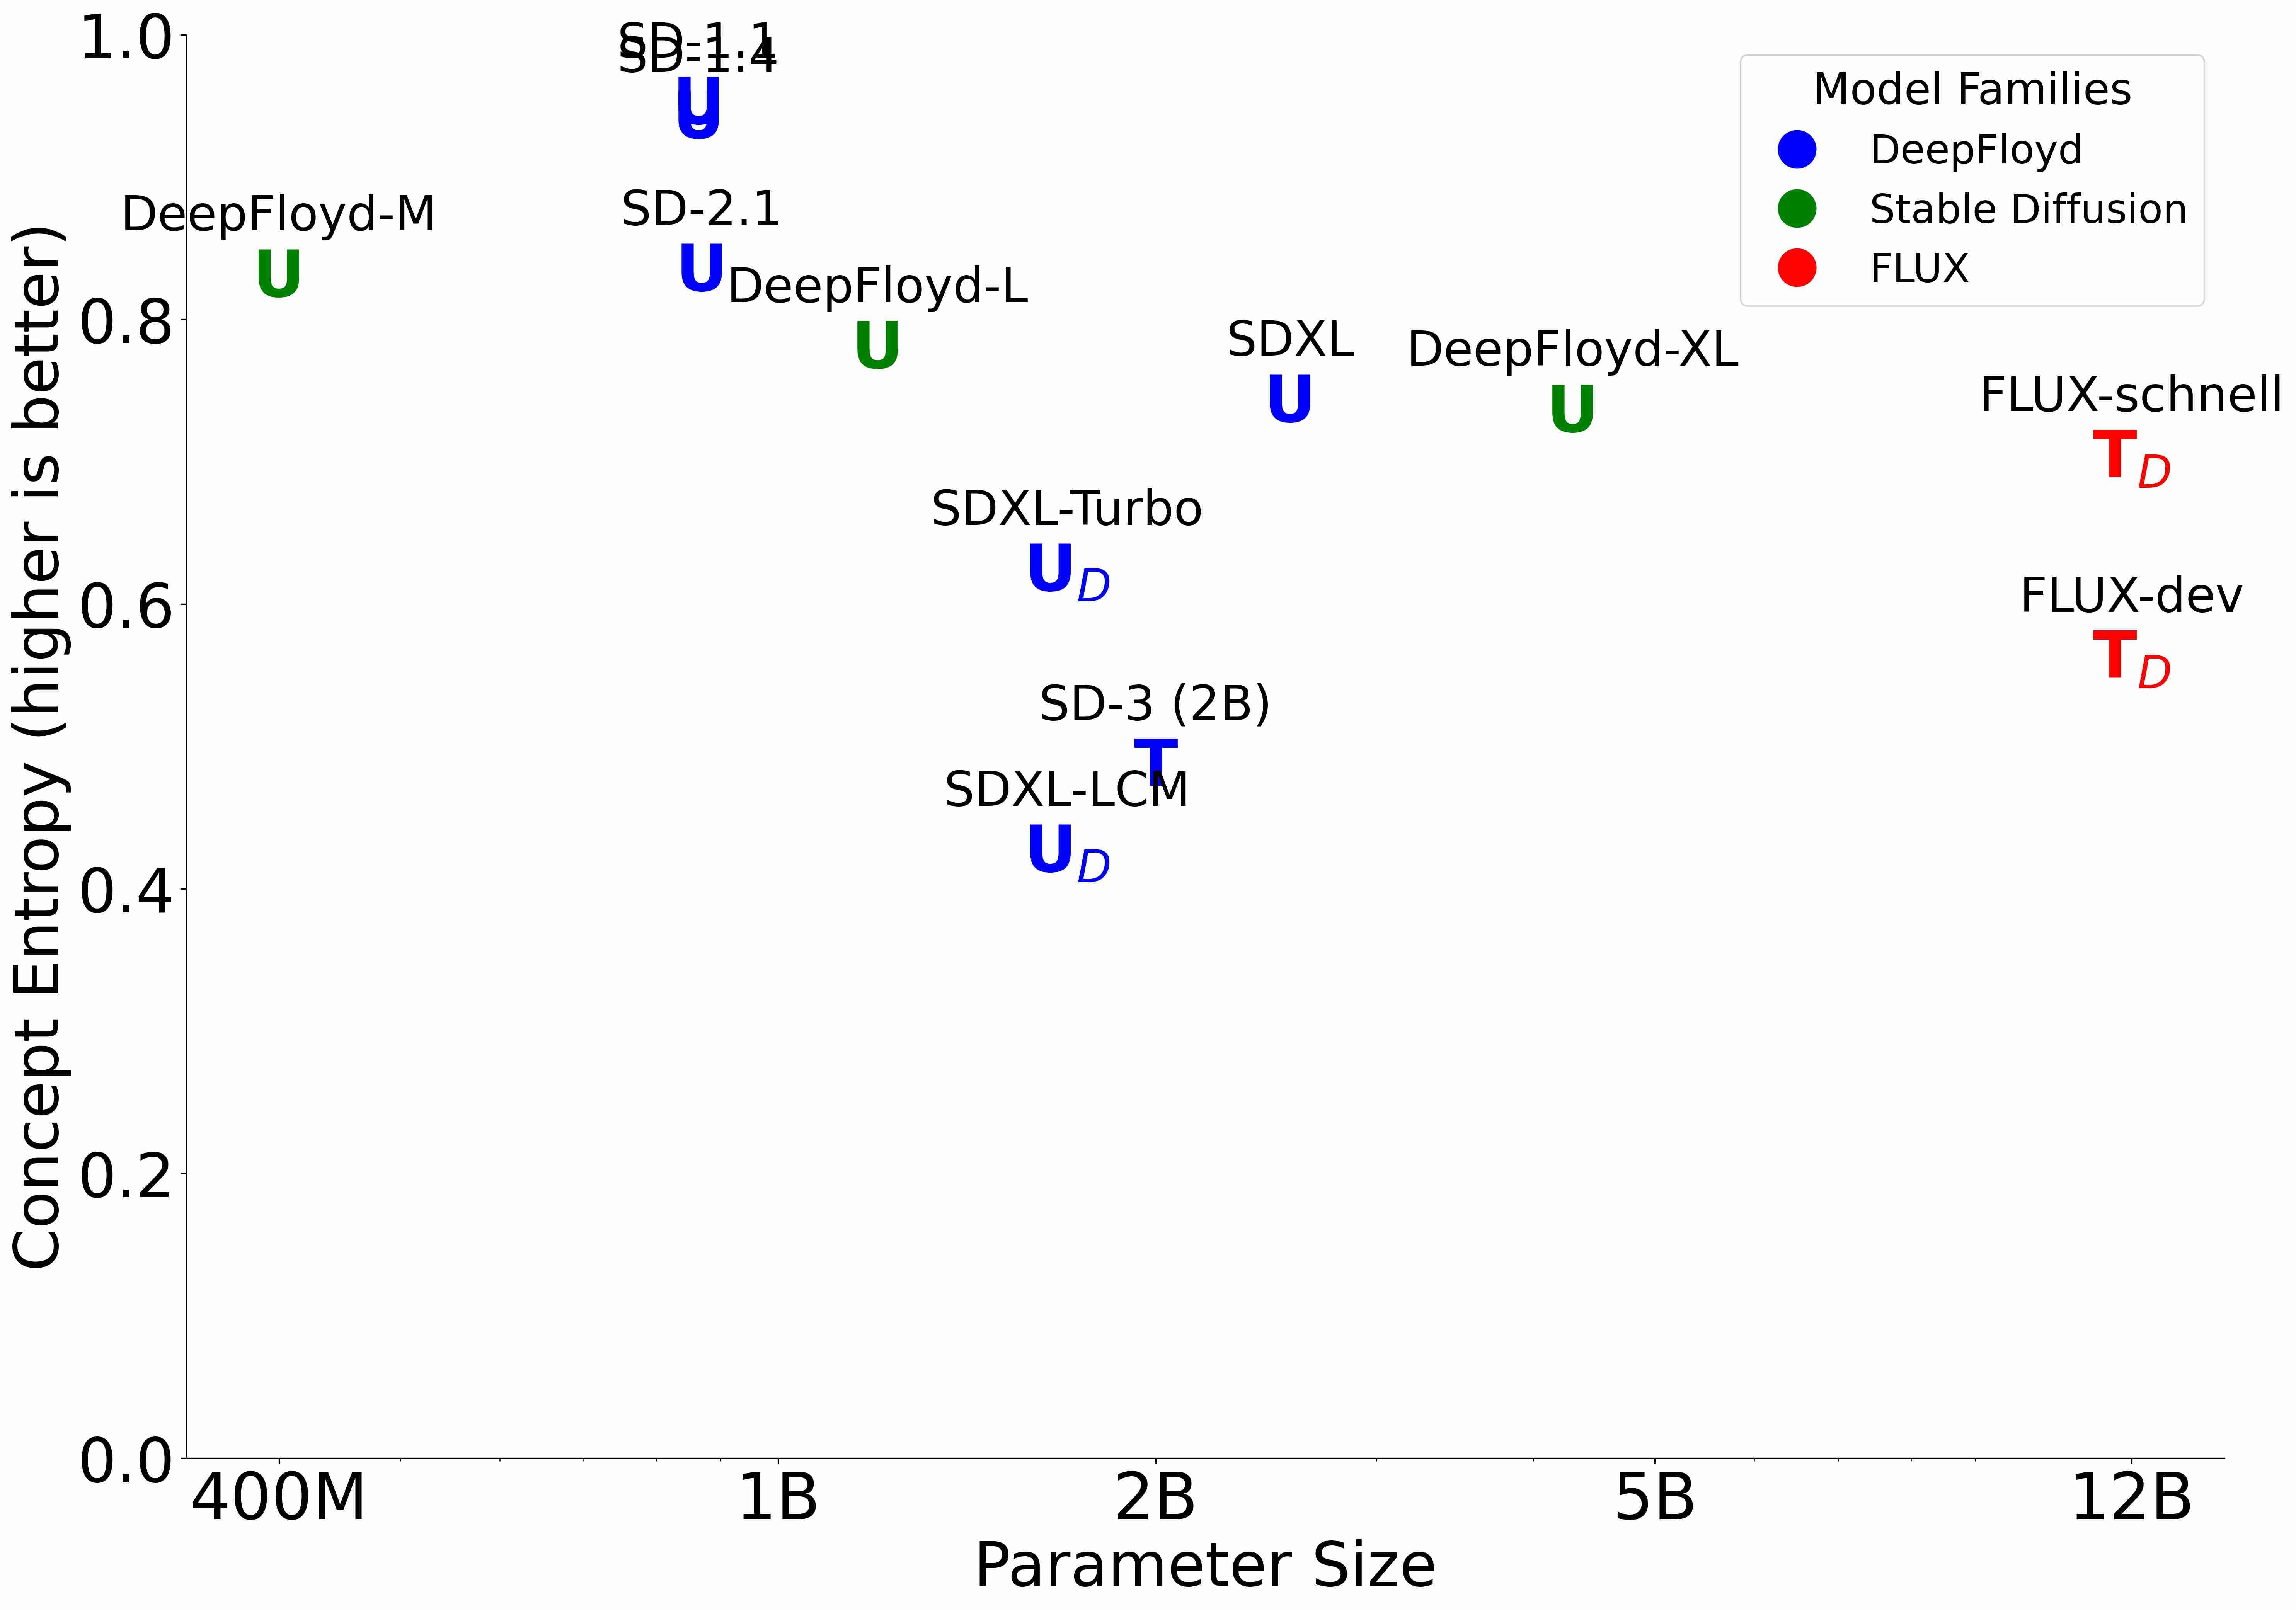 Concept Entropy (higher is better)
1.0
0.8
0.6
0.4
0.2
0.0
SD-1.1
SD-1.4
Model Families
DeepFloyd
Stable Diffusion
FLUX
DeepFloyd-M
U
U
U
SD-2.1
U
DeepFloyd-L
U
SDXL
U
DeepFloyd-XL
U
FLUX-schnell
T D
SDXL-Turbo
U D
FLUX-dev
T D
SD-3 (2B)
T
SDXL-LCM
U D
400M
1B
2B
5B
12B
Parameter Size